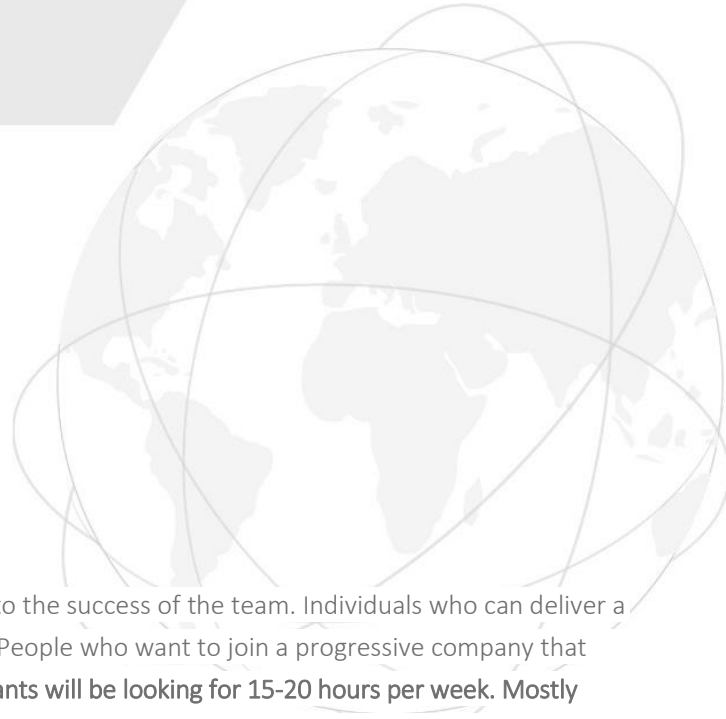 to the success of the team. Individuals who can deliver a
People who want to join a progressive company that
ants will be looking for 15-20 hours per week. Mostly